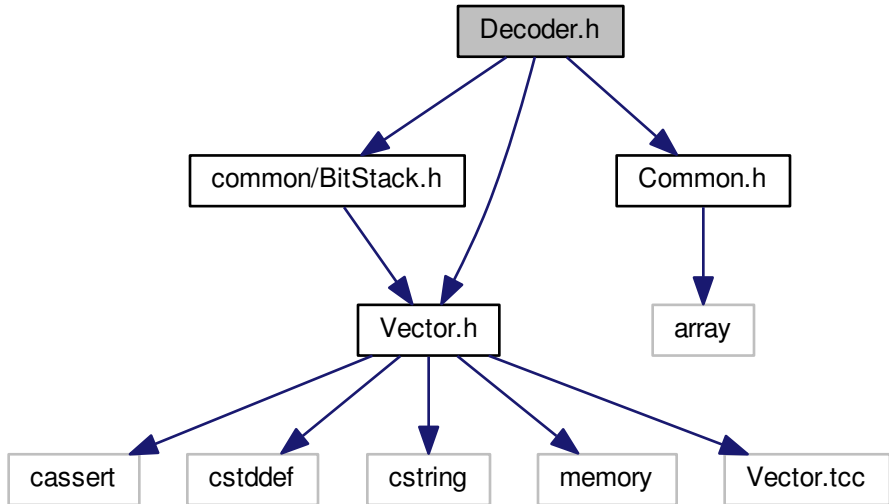 Decoder.h
common/BitStack.h
Common.h
Vector.h
array
cassert
cstddef
cstring
memory
Vector.tcc